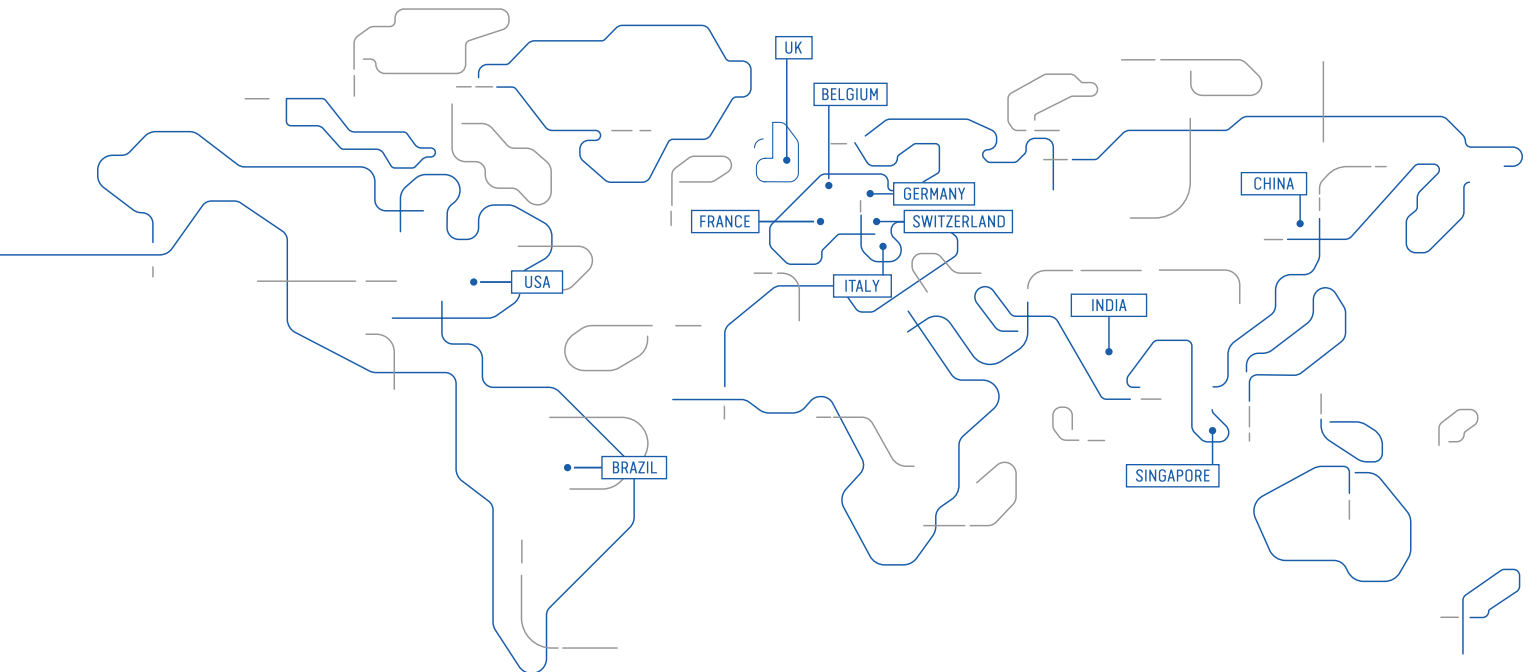 UK
BELGIUM
CHINA
GERMANY
FRANCE
SWITZERLAND
USA
ITALY
INDIA
BRAZIL
SINGAPORE